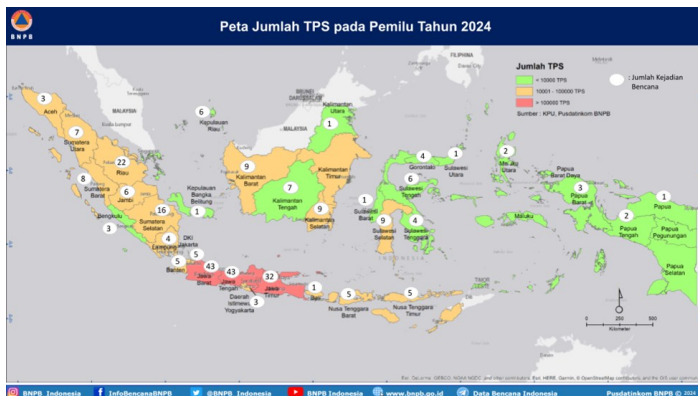 BNPB
Peta Jumlah TPS pada Pemilu Tahun 2024
FILIPINA
Jumlah TPS
< 10000 TPS
10001 - 100000 TPS
> 100000 TPS
Sumber : KPU, Pusdatinkom BNPB
: Jumlah Kejadian
Bencana
BRUNEI
DARUSSALAM
MALAYSIA
MALAYSIA
3
Aceh
7
Sumatera
Utara
22
Riau
6
Kepulauan
Riau
1
Kalimantan
Utara
8
Sumatera
Barat
6
Jambi
Kepulauan
Bangka
Belitung
1
16
Sumatera
Selatan
Bengkulu
3
4
Lampung
9
Kalimantan
Barat
7
Kalimantan
Tengah
Kalimantan
Timur
9
Kalimantan
Selatan
4
Gorontalo
1
Sulawesi
Utara
6
Sulawesi
Tengah
1
Sulawesi
Barat
9
Sulawesi
Selatan
4
Sulawesi
Tenggara
2
Maluku
Utara
Maluku
Papua
Barat Daya
3
Papua
Barat
1
Papua
2
Papua
Tengah
Papua
Pegunungan
Papua
Selatan
DKI
Jakarta
5
5
Banten
43
Jawa
Barat
43
Jawa
Tengah
32
Jawa
Timur
Daerah
Istimewa
Yogyakarta
3
1
Bali
5
Nusa Tenggara
Barat
5
Nusa Tenggara
Timur
INDONESIA
TIMOR
Dili
0 250 500
Kilometer
BNPB_Indonesia
InfoBencanaBNPB
@BNPB_Indonesia
BNPB Indonesia
www.bnpb.go.id
Data Bencana Indonesia
Pusdatinkom BNPB © 2024